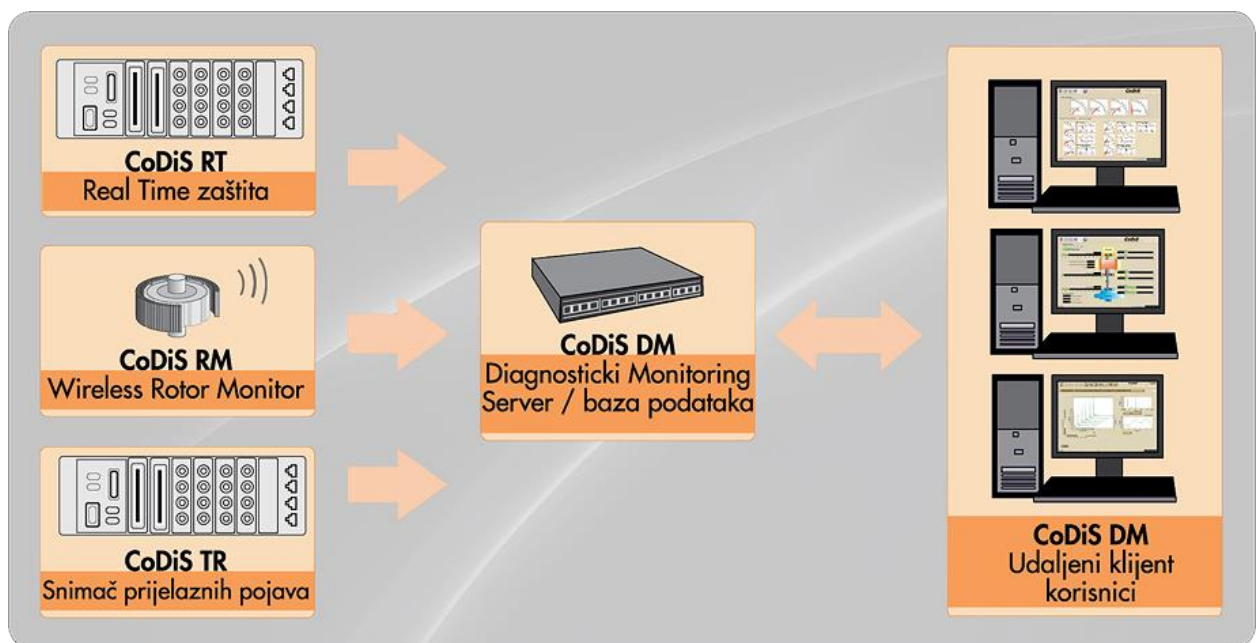 CoDiS RT
Real Time zaštita
CoDiS RM
Wireless Rotor Monitor
CoDiS TR
Snimač prijelaznih pojava
CoDiS DM
Diagnosticki Monitoring
Server / baza podataka
CoDiS DM
Udaljeni klijent
korisnici